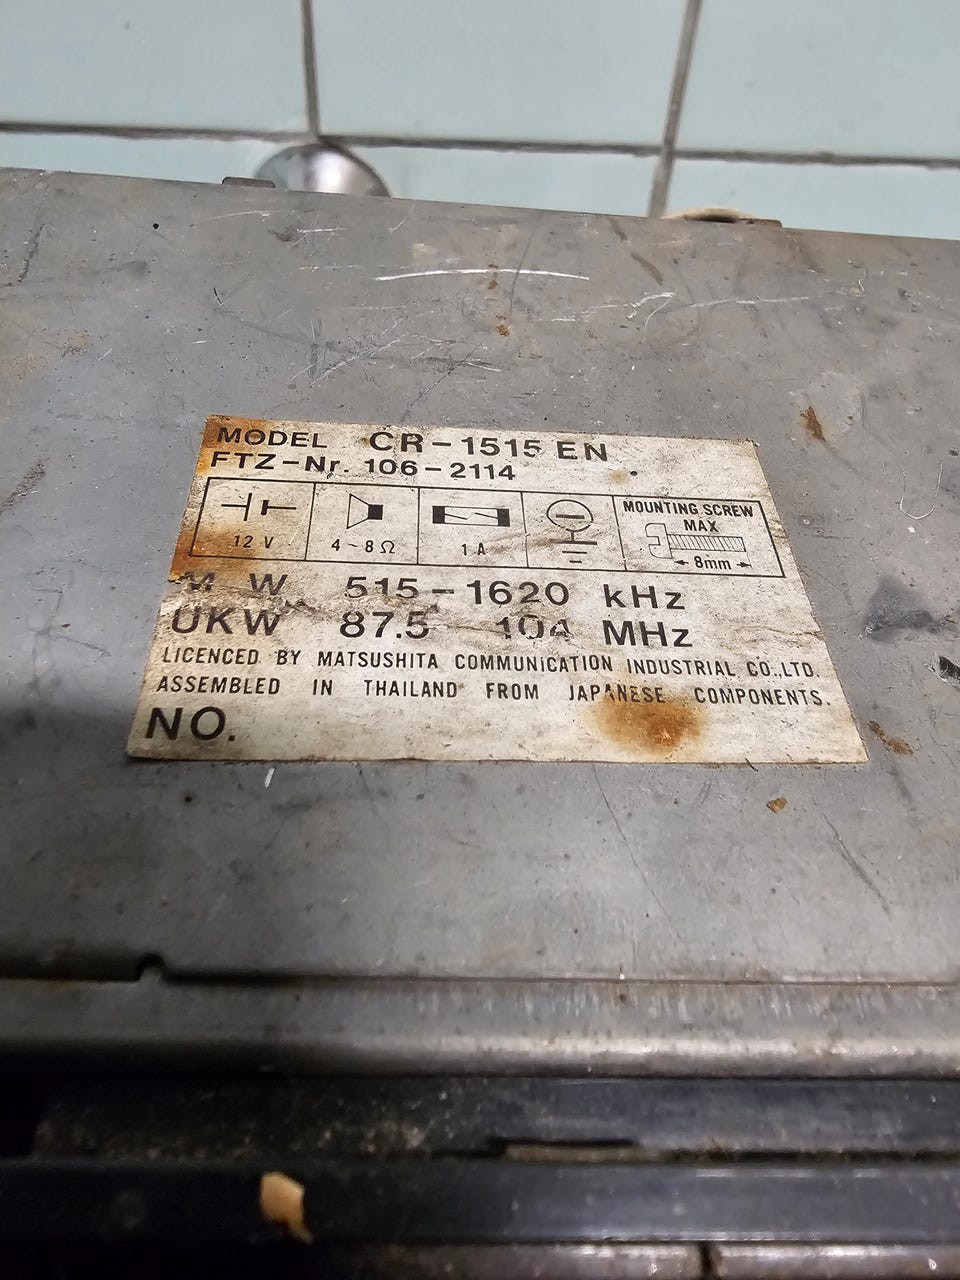 MODEL CR-1515 EN
FTZ-Nr. 106-2114
12 V
4~8Ω
1 A
MOUNTING SCREW
MAX
8mm
M W 515-1620 kHz
UKW 87.5 104 MHz
LICENCED BY MATSUSHITA COMMUNICATION INDUSTRIAL CO.,LTD.
ASSEMBLED IN THAILAND FROM JAPANESE COMPONENTS.
NO.